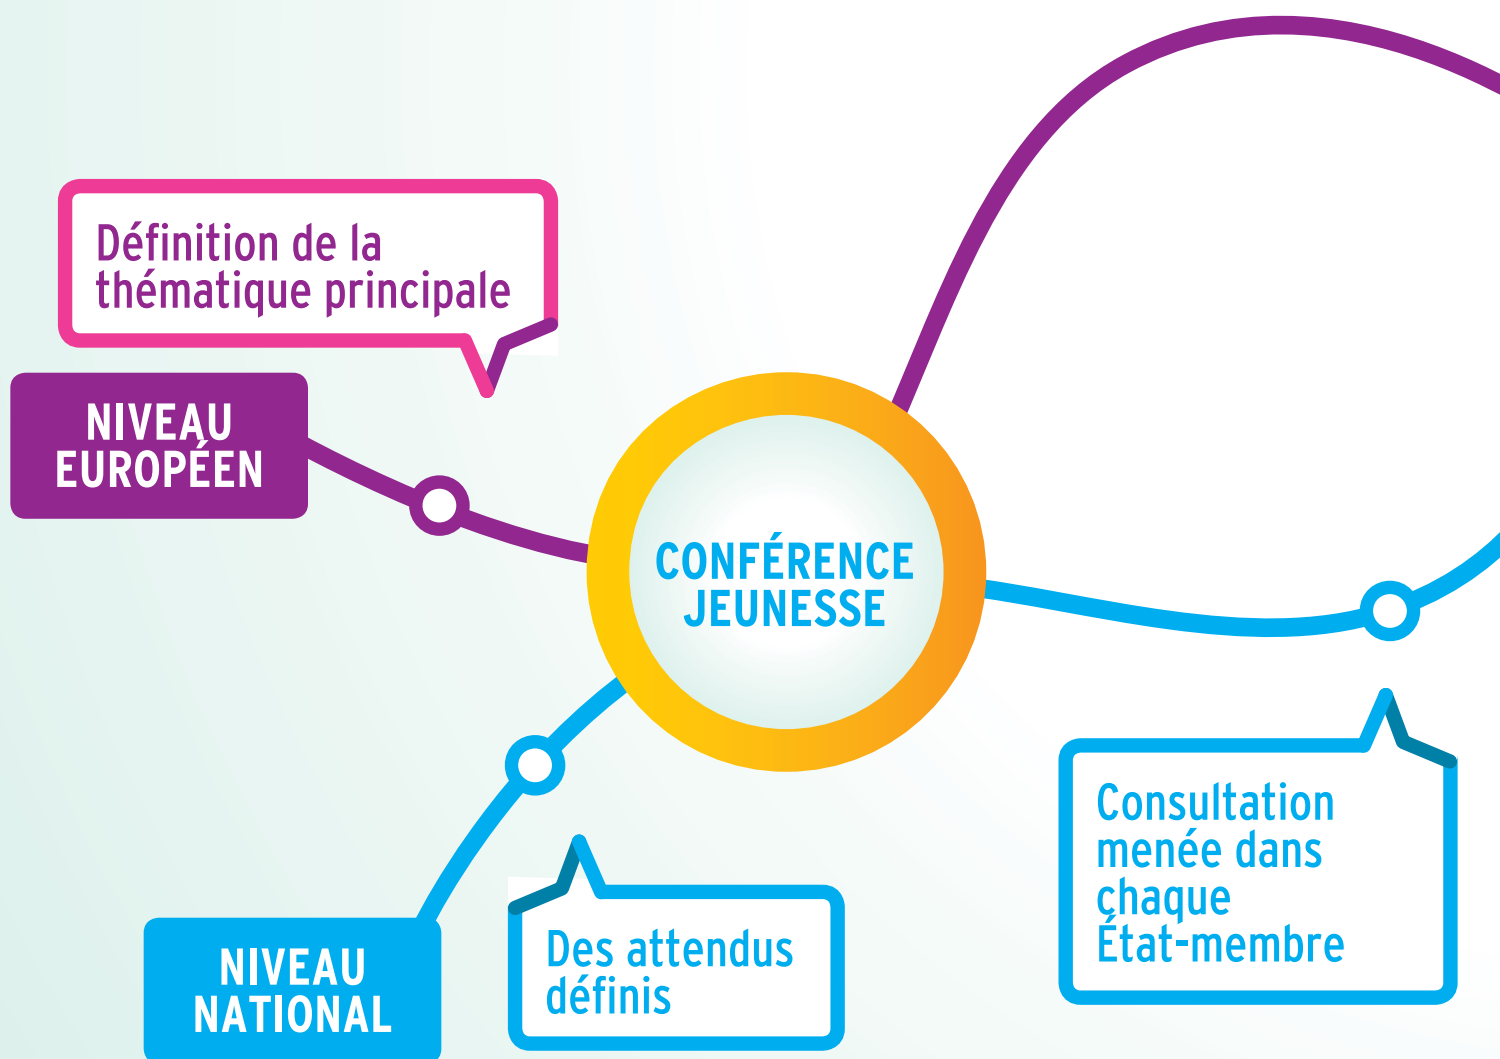 Définition de la
thématique principale
NIVEAU
EUROPÉEN
CONFÉRENCE
JEUNESSE
Consultation
menée dans
chaque
État-membre
Des attendus
définis
NIVEAU
NATIONAL